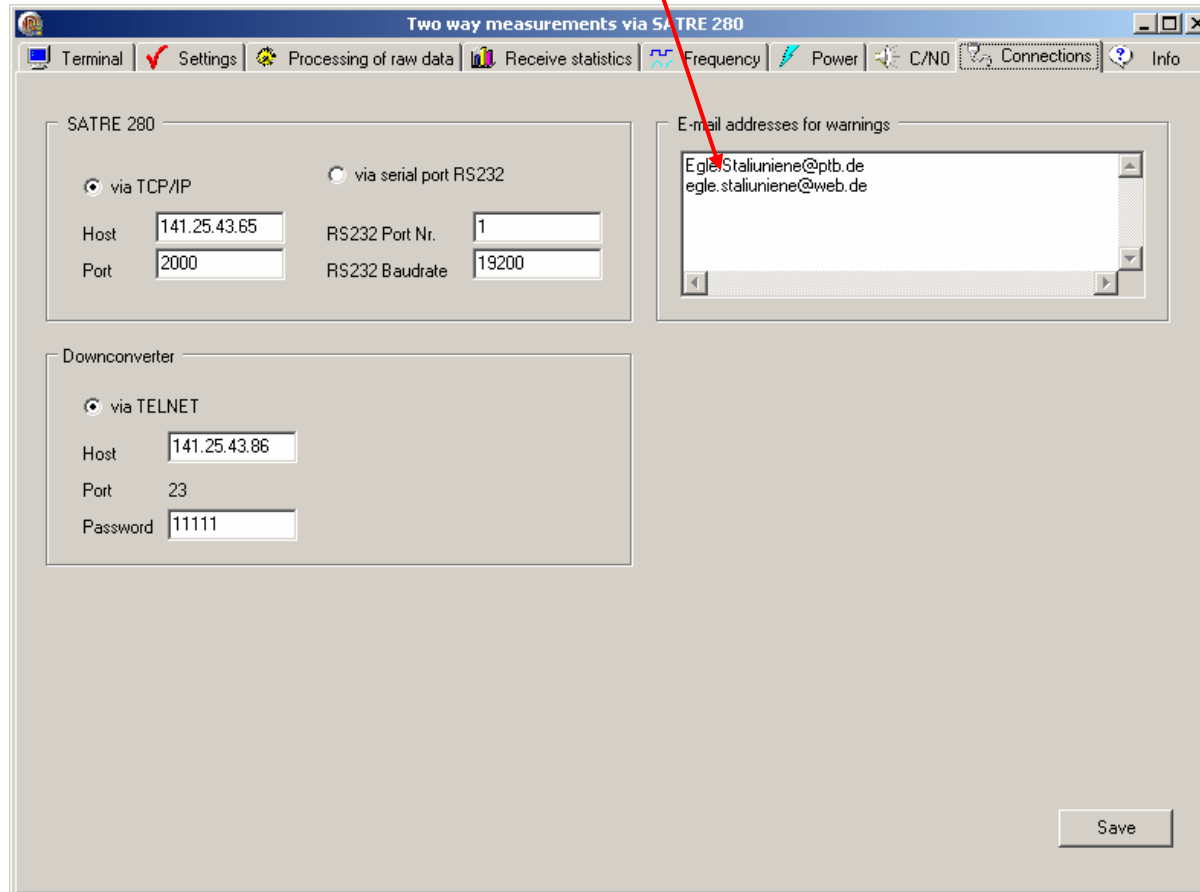 Two way measurements via SATRE 280
Terminal Settings Processing of raw data Receive statistics Frequency Power C/N0 Connections Info
SATRE 280
via TCP/IP
via serial port RS232
Host 141.25.43.65
RS232 Port Nr. 1
Port 2000
RS232 Baudrate 19200
E-mail addresses for warnings
Egle.Staliuniene@ptb.de
egle.staliuniene@web.de
Downconverter
via TELNET
Host 141.25.43.86
Port 23
Password 11111
Save